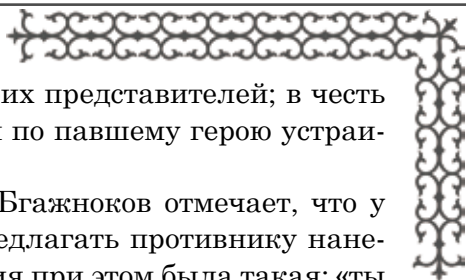 их представителей; в честь
по павшему герою устраи-
Бгажноков отмечает, что у
едлагать противнику нане-
ия при этом была такая: «ты